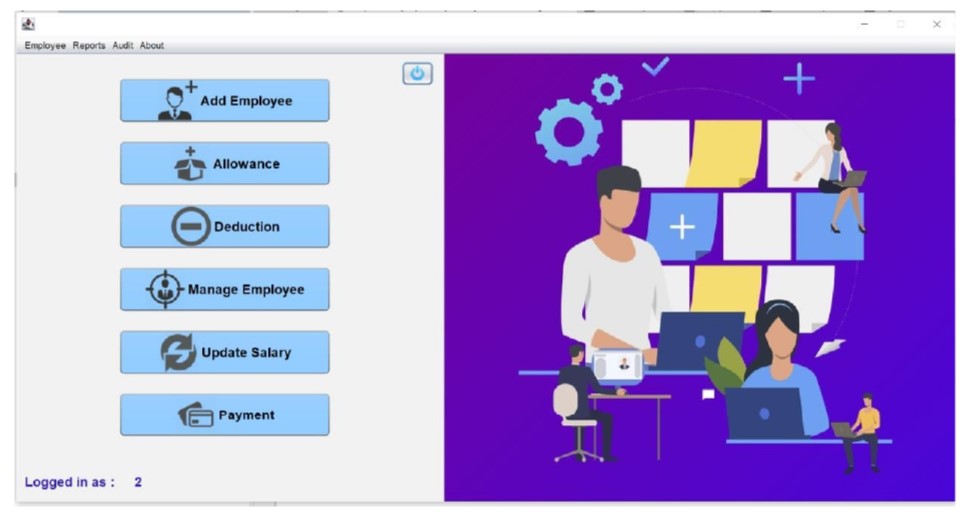 Employee Reports Audit About
Add Employee
Allowance
Deduction
Manage Employee
Update Salary
Payment
Logged in as : 2